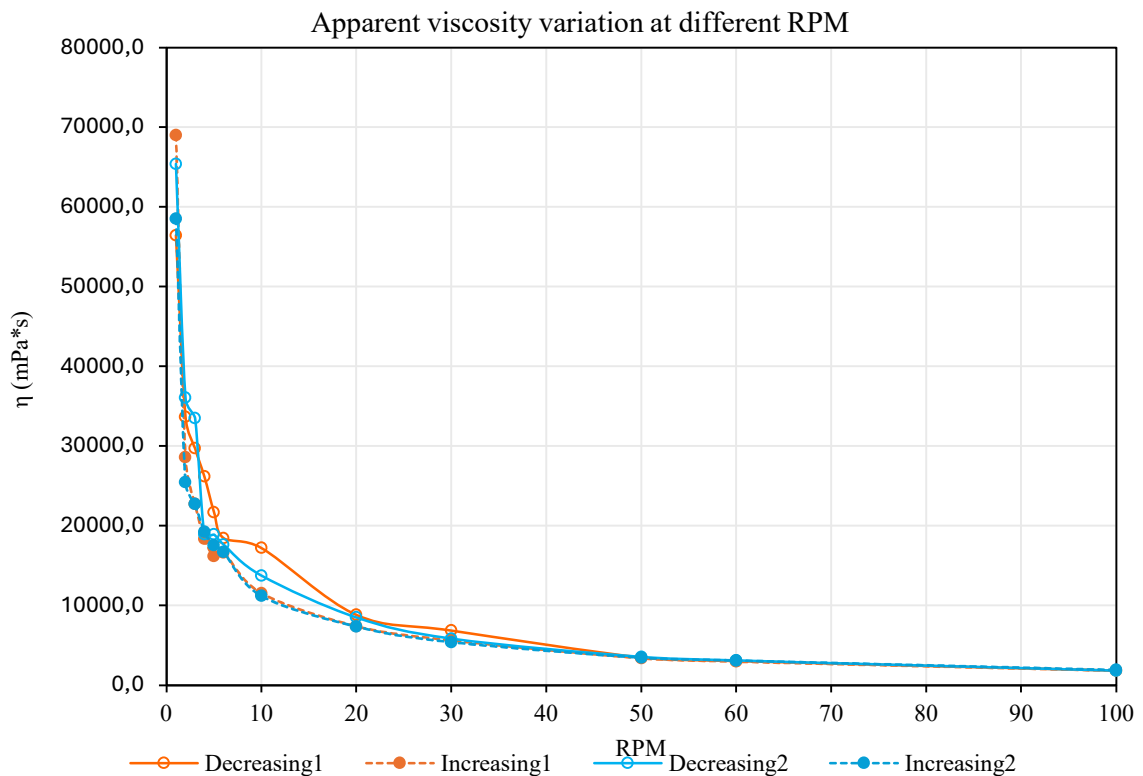 Apparent viscosity variation at different RPM
80000,0
70000,0
60000,0
50000,0
40000,0
30000,0
20000,0
10000,0
0,0
η (mPa*s)
0 10 20 30 40 50 60 70 80 90 100
RPM
Decreasing1 Increasing1 Decreasing2 Increasing2